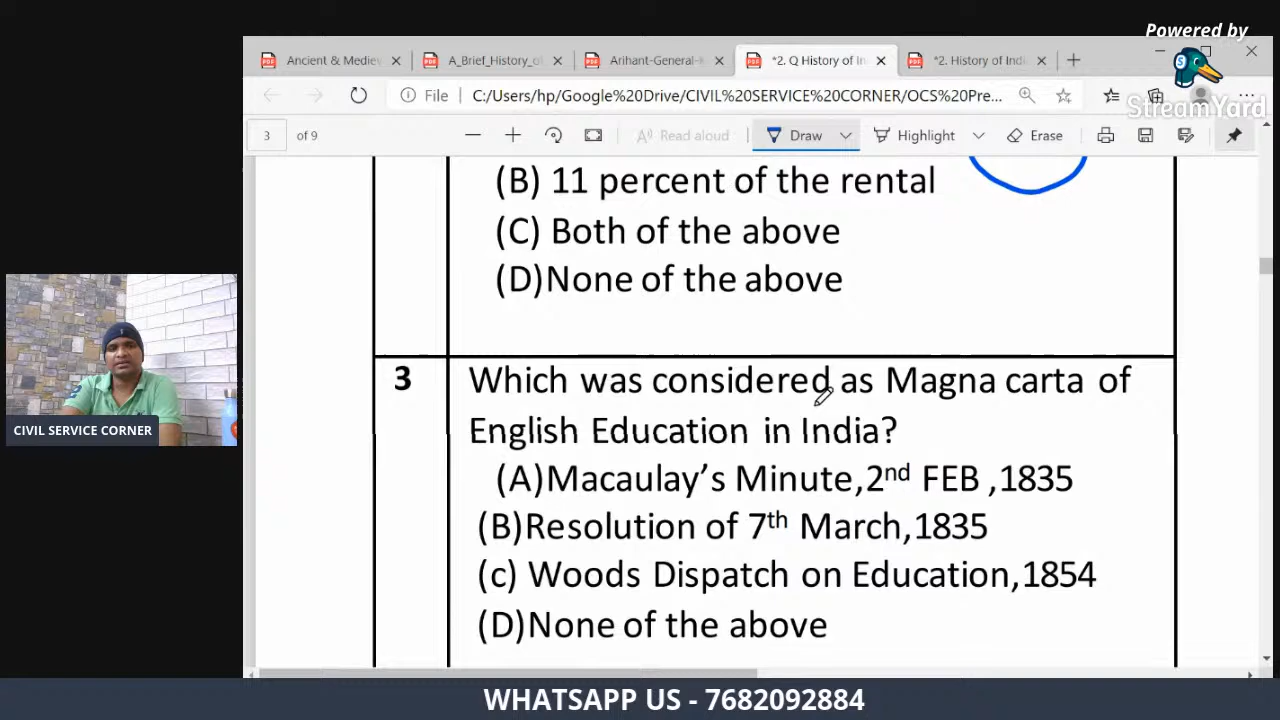 Powered by
StreamYard
Ancient & Mediev
A_Brief_History_o
Arihant-General-
*2. Q History of In
*2. History of Indi
File C:/Users/hp/Google%20Drive/CIVIL%20SERVICE%20CORNER/OCS%20Pre...
3 of 9
Read aloud Draw Highlight Erase
(B) 11 percent of the rental
(C) Both of the above
(D)None of the above
3 Which was considered as Magna carta of
English Education in India?
(A)Macaulay’s Minute,2nd FEB ,1835
(B)Resolution of 7th March,1835
(c) Woods Dispatch on Education,1854
(D)None of the above
CIVIL SERVICE CORNER
WHATSAPP US - 7682092884